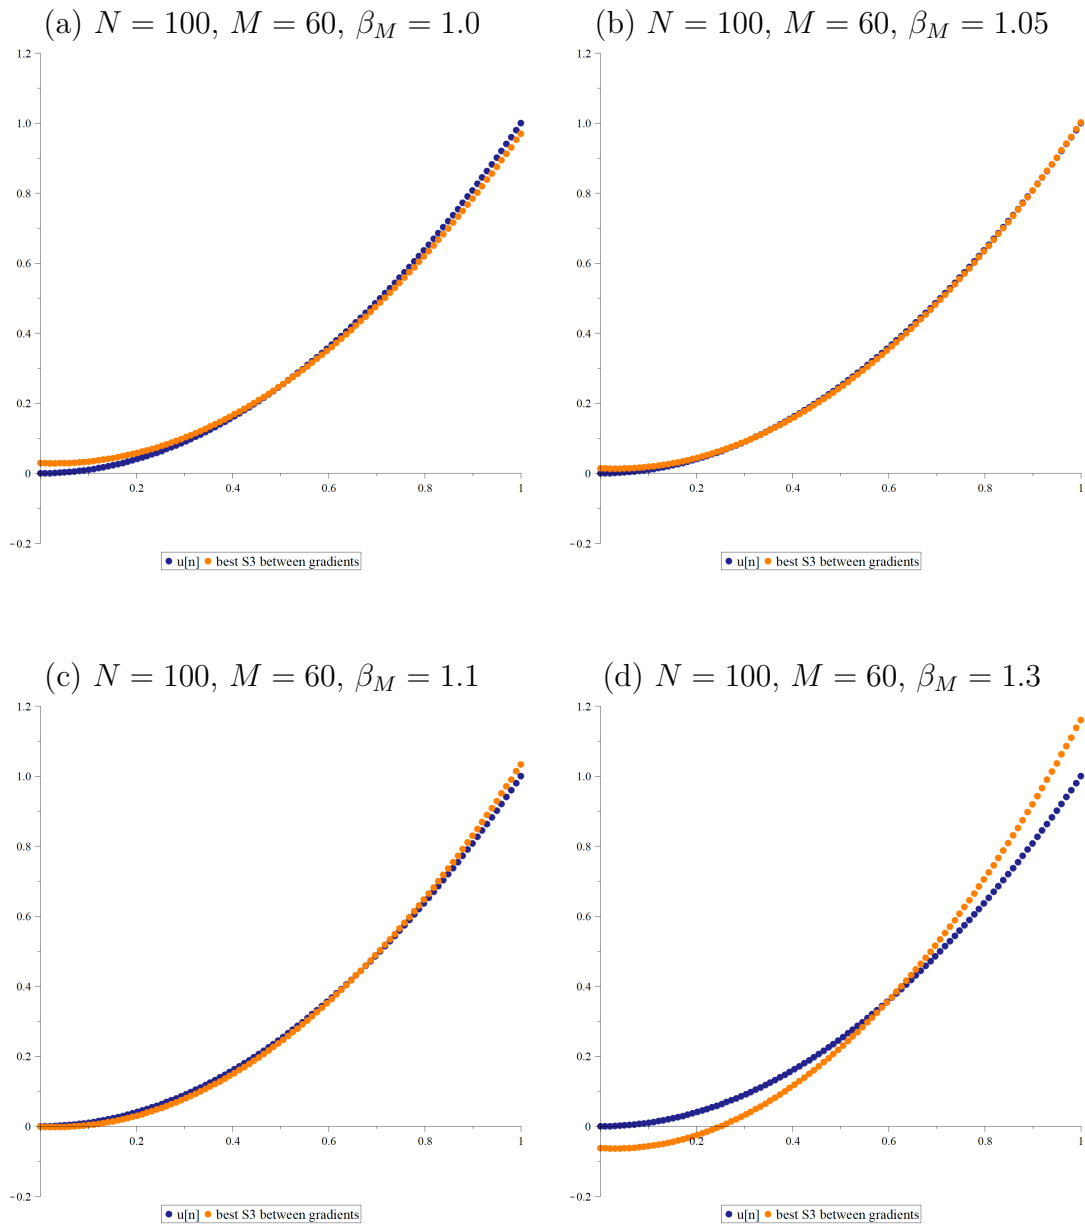 (a) N = 100, M = 60, β_M = 1.0
1.2
1.0
0.8
0.6
0.4
0.2
0
0.2 0.4 0.6 0.8 1
−0.2
u[n] best S3 between gradients
(b) N = 100, M = 60, β_M = 1.05
1.2
1.0
0.8
0.6
0.4
0.2
0
0.2 0.4 0.6 0.8 1
−0.2
u[n] best S3 between gradients
(c) N = 100, M = 60, β_M = 1.1
1.2
1.0
0.8
0.6
0.4
0.2
0
0.2 0.4 0.6 0.8 1
−0.2
u[n] best S3 between gradients
(d) N = 100, M = 60, β_M = 1.3
1.2
1.0
0.8
0.6
0.4
0.2
0
0.2 0.4 0.6 0.8 1
−0.2
u[n] best S3 between gradients